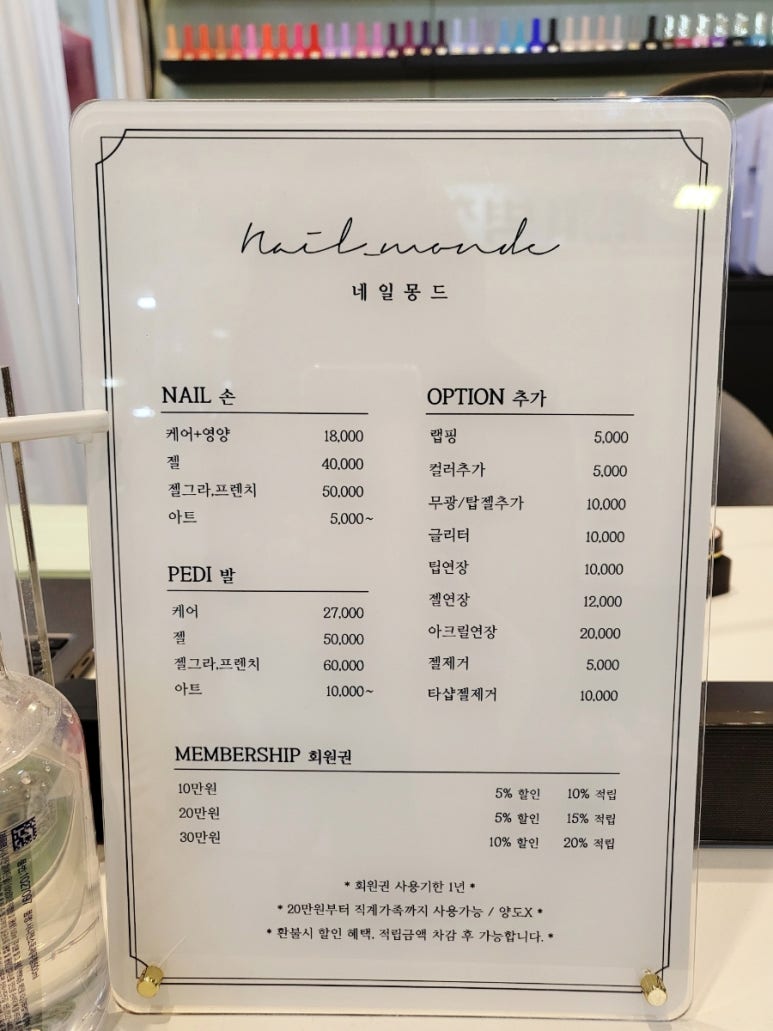 nail_monde
네일몽드
NAIL 손
케어+영양 18,000
젤 40,000
젤그라,프렌치 50,000
아트 5,000~
PEDI 발
케어 27,000
젤 50,000
젤그라,프렌치 60,000
아트 10,000~
OPTION 추가
랩핑 5,000
컬러추가 5,000
무광/탑젤추가 10,000
글리터 10,000
팁연장 10,000
젤연장 12,000
아크릴연장 20,000
젤제거 5,000
타샵젤제거 10,000
MEMBERSHIP 회원권
10만원 5% 할인 10% 적립
20만원 5% 할인 15% 적립
30만원 10% 할인 20% 적립
* 회원권 사용기한 1년 *
* 20만원부터 직계가족까지 사용가능 / 양도X *
* 환불시 할인 혜택, 적립금액 차감 후 가능합니다. *